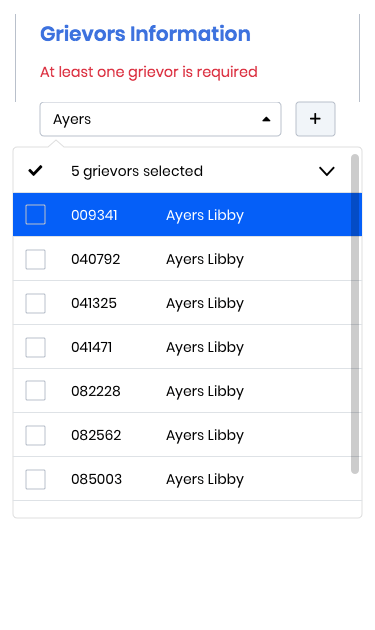 Grievors Information
At least one grievor is required
Ayers
+
5 grievors selected
009341 Ayers Libby
040792 Ayers Libby
041325 Ayers Libby
041471 Ayers Libby
082228 Ayers Libby
082562 Ayers Libby
085003 Ayers Libby